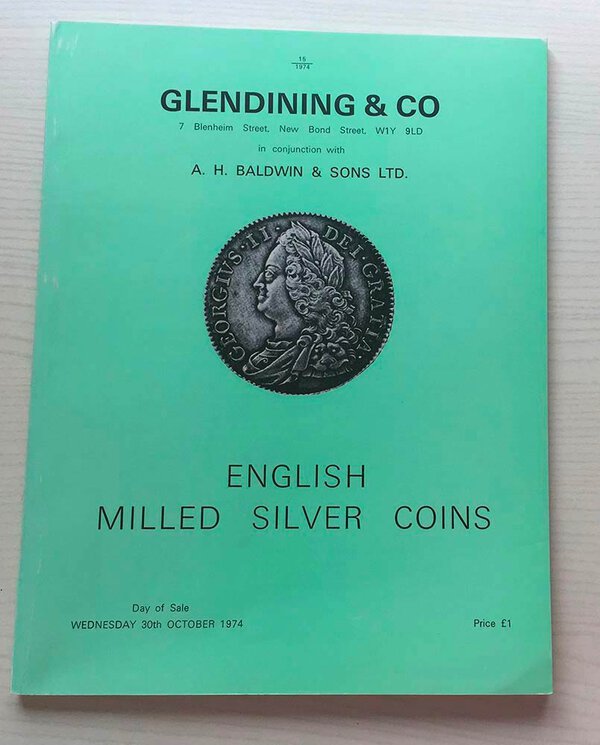 15
1974
GLENDINING & CO
7 Blenheim Street, New Bond Street, W1Y 9LD
in conjunction with
A. H. BALDWIN & SONS LTD.
GEORGIVS·II· DEI·GRATIA·
ENGLISH
MILLED SILVER COINS
Day of Sale
WEDNESDAY 30th OCTOBER 1974
Price £1